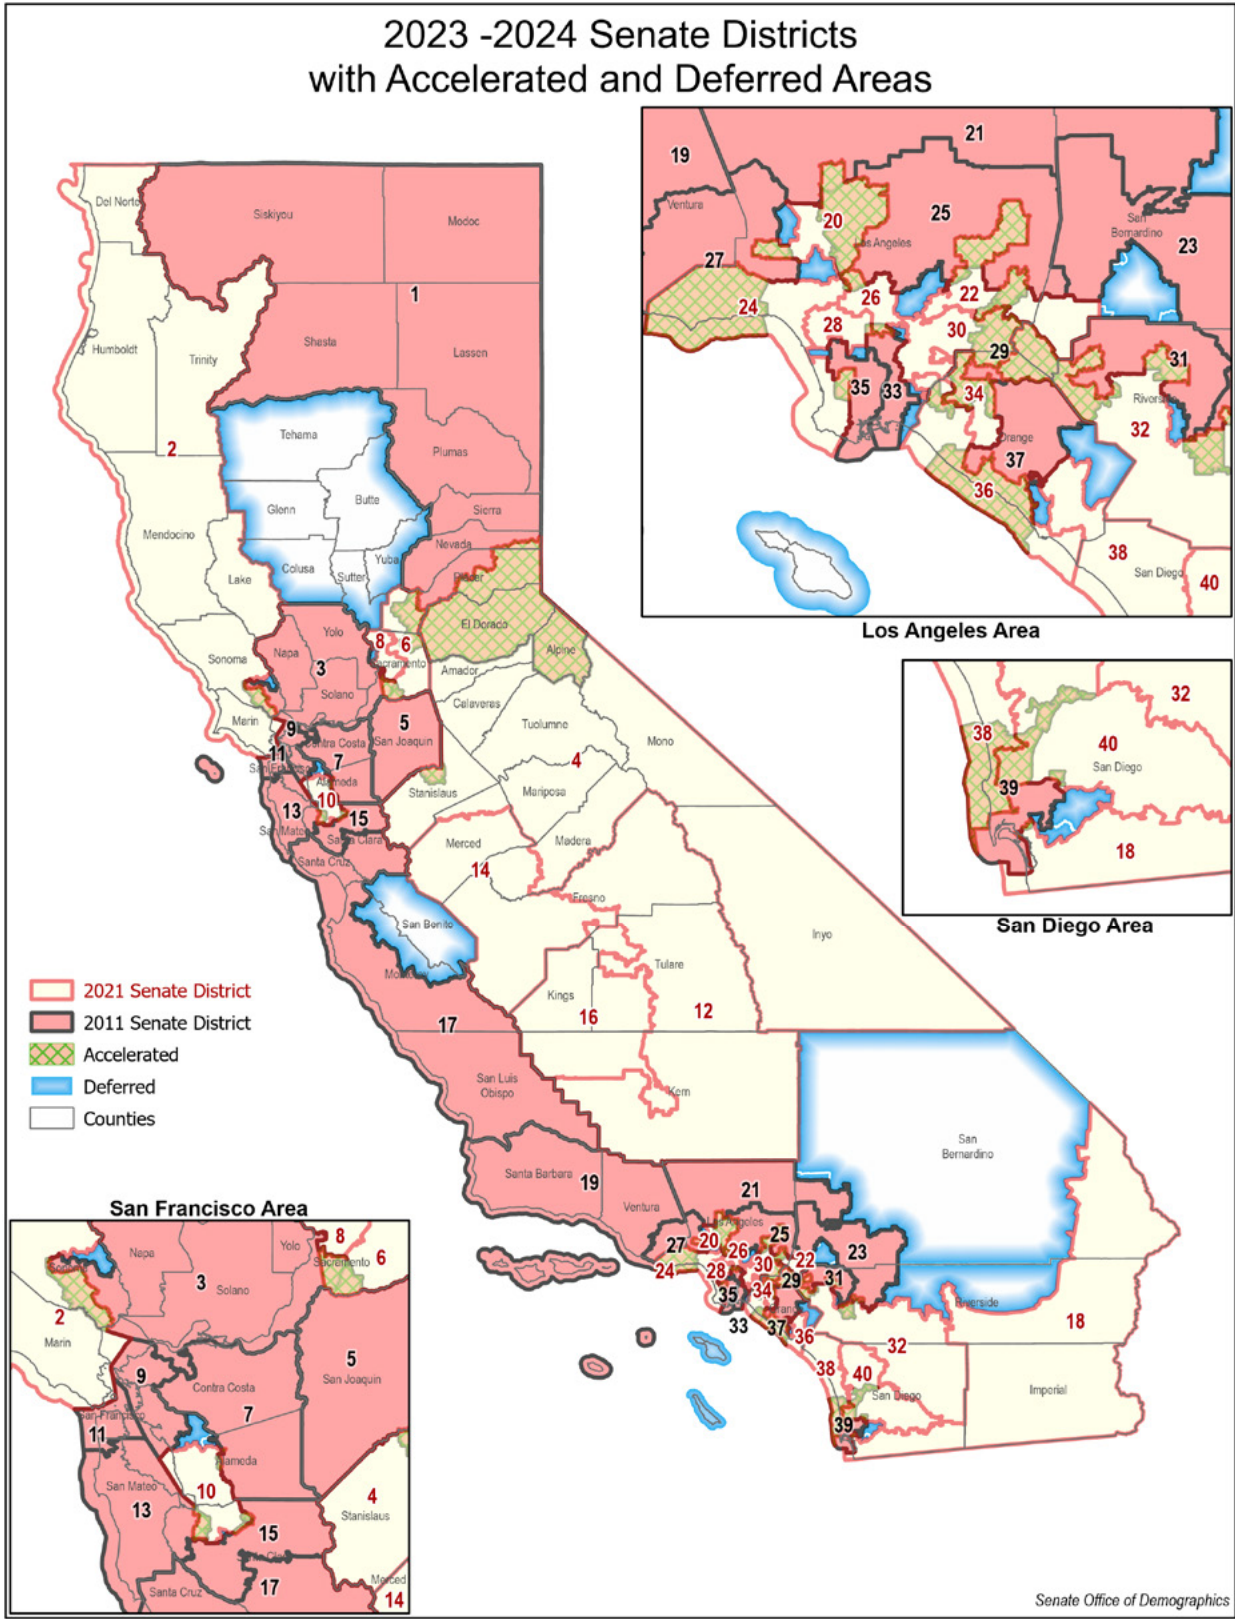 2023 -2024 Senate Districts
with Accelerated and Deferred Areas
Del Norte
Siskiyou
Modoc
1
Humboldt
Trinity
Shasta
Lassen
2
Tehama
Plumas
Glenn
Butte
Mendocino
Sierra
Nevada
Colusa
Sutter
Yuba
Placer
Lake
El Dorado
Yolo
Sonoma
Napa
3
8
6
Sacramento
Alpine
Amador
Solano
Calaveras
Marin
5
Tuolumne
Mono
9
Contra Costa
San Joaquin
11
San Francisco
7
4
Alameda
Stanislaus
Mariposa
10
13
15
San Mateo
Santa Clara
Merced
Madera
Santa Cruz
14
Fresno
San Benito
Inyo
Monterey
Tulare
Kings
16
12
17
San Luis
Obispo
Kern
San
Bernardino
Santa Barbara
19
Ventura
21
Los Angeles
25
27
20
26
22
23
24
28
30
29
31
35
34
Orange
33
37
36
Riverside
18
32
38
40
San Diego
Imperial
39
21
19
Ventura
20
25
Los Angeles
San
Bernardino
23
27
24
26
22
28
30
29
31
35
33
34
Riverside
32
Orange
37
36
38
San Diego
40
Los Angeles Area
32
38
40
San Diego
39
18
San Diego Area
2021 Senate District
2011 Senate District
Accelerated
Deferred
Counties
San Francisco Area
Napa
Yolo
8
6
Sonoma
Sacramento
3
Solano
2
Marin
5
San Joaquin
9
Contra Costa
7
San Francisco
11
Alameda
San Mateo
10
13
4
Stanislaus
15
Santa Clara
Santa Cruz
17
Merced
14
Senate Office of Demographics